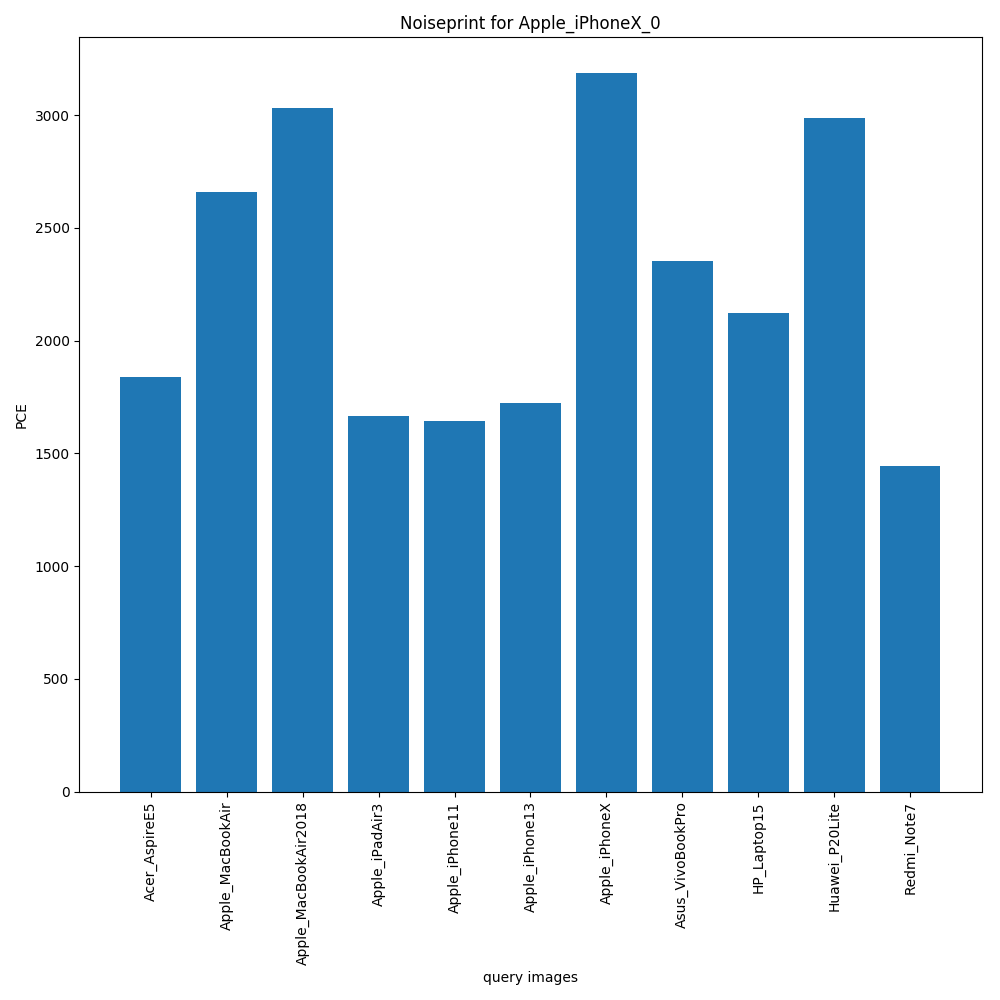 Noiseprint for Apple_iPhoneX_0
PCE
3000
2500
2000
1500
1000
500
0
Acer_AspireE5
Apple_MacBookAir
Apple_MacBookAir2018
Apple_iPadAir3
Apple_iPhone11
Apple_iPhone13
Apple_iPhoneX
Asus_VivoBookPro
HP_Laptop15
Huawei_P20Lite
Redmi_Note7
query images